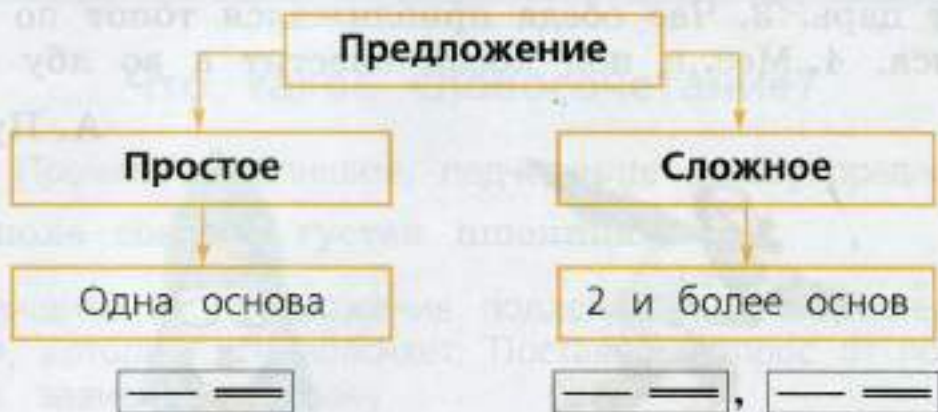 Предложение
Простое Сложное
Одна основа 2 и более основ
,